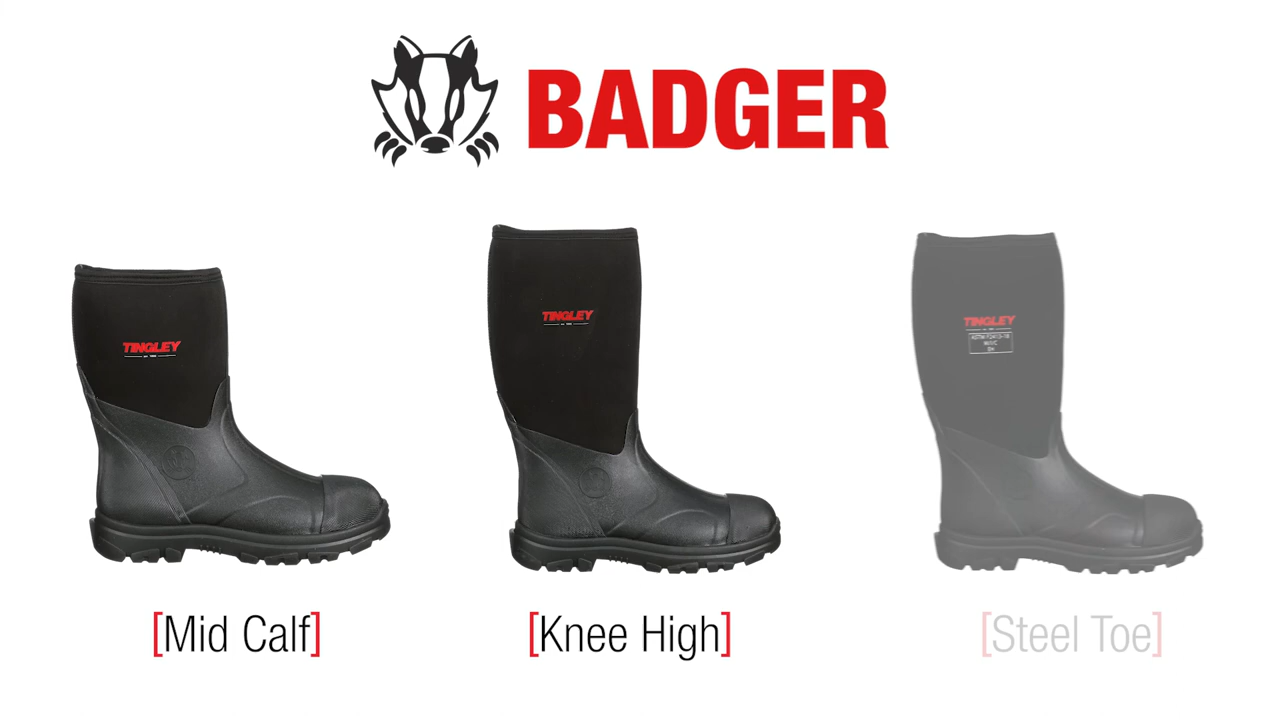 BADGER
TINGLEY
TINGLEY
TINGLEY
[Mid Calf]
[Knee High]
[Steel Toe]